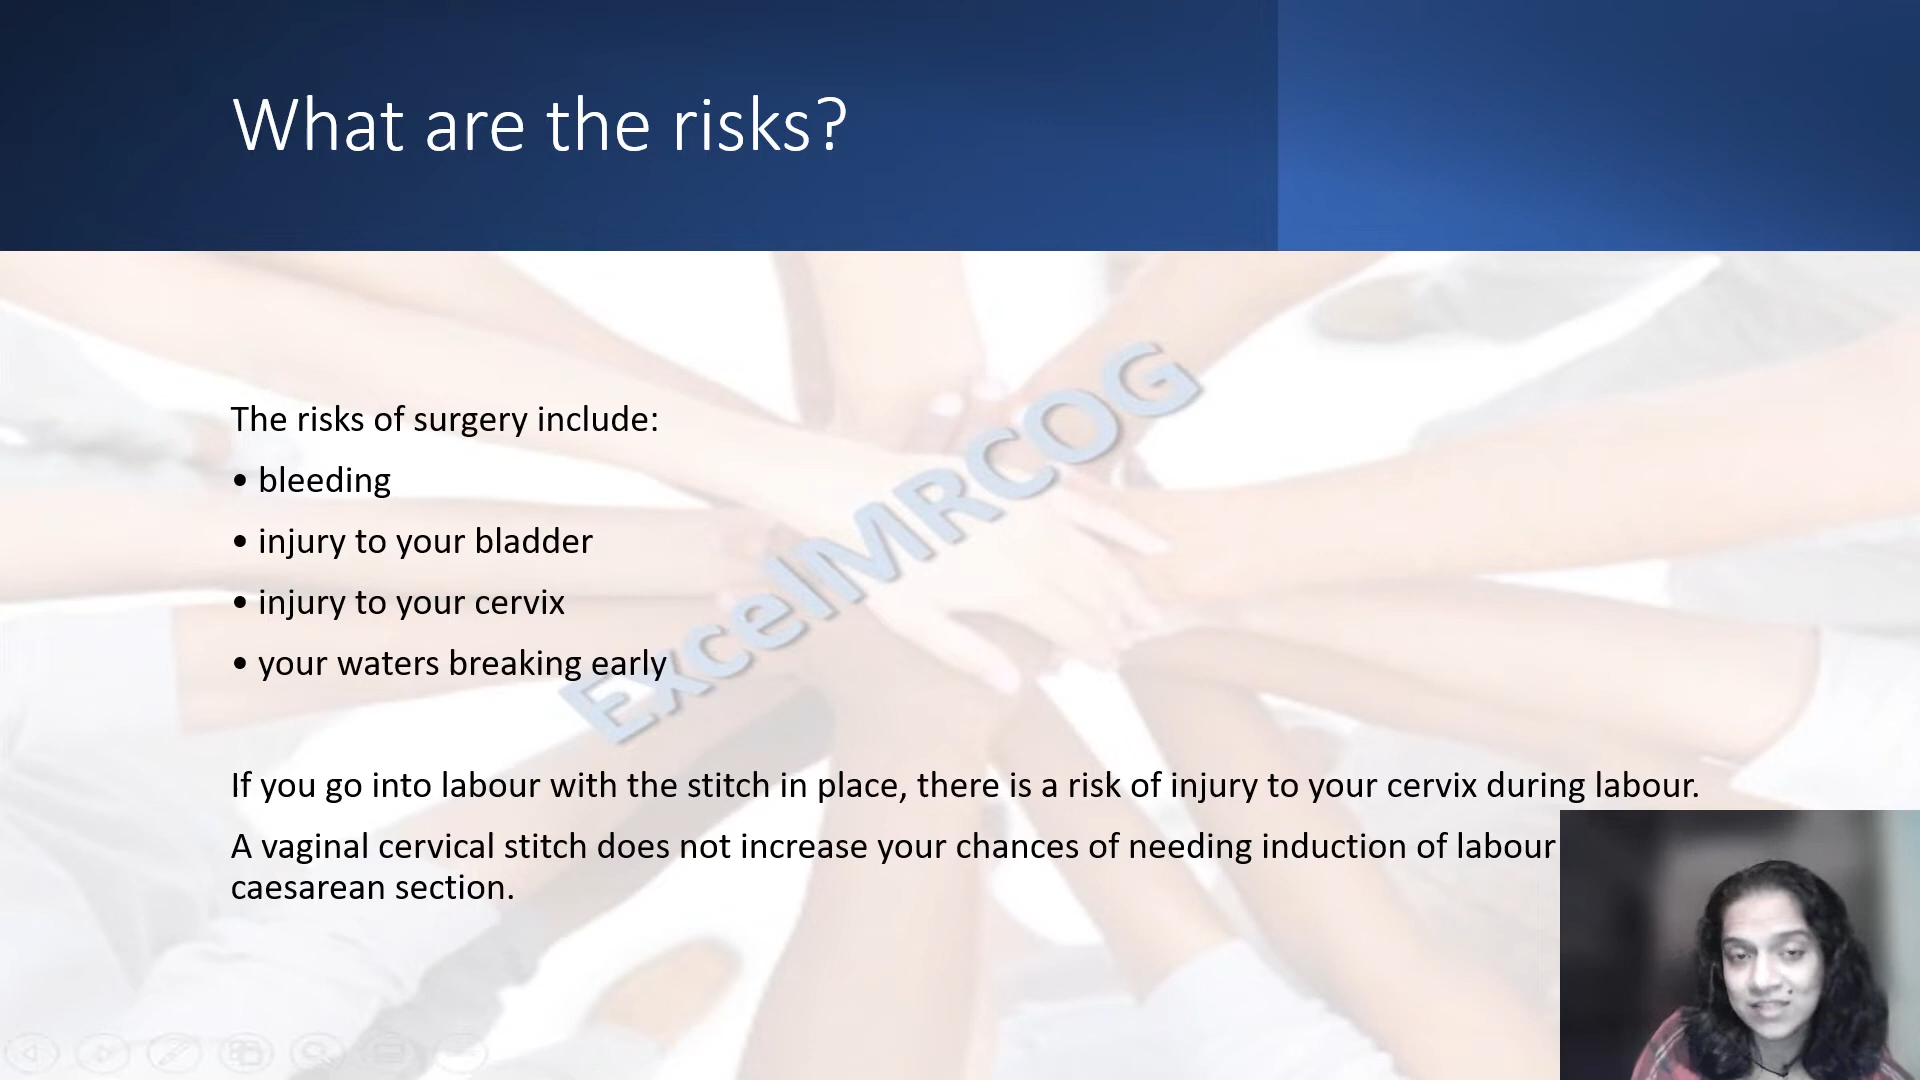 What are the risks?
The risks of surgery include:
• bleeding
• injury to your bladder
• injury to your cervix
• your waters breaking early
ExcelMRCOG
If you go into labour with the stitch in place, there is a risk of injury to your cervix during labour.
A vaginal cervical stitch does not increase your chances of needing induction of labour
caesarean section.